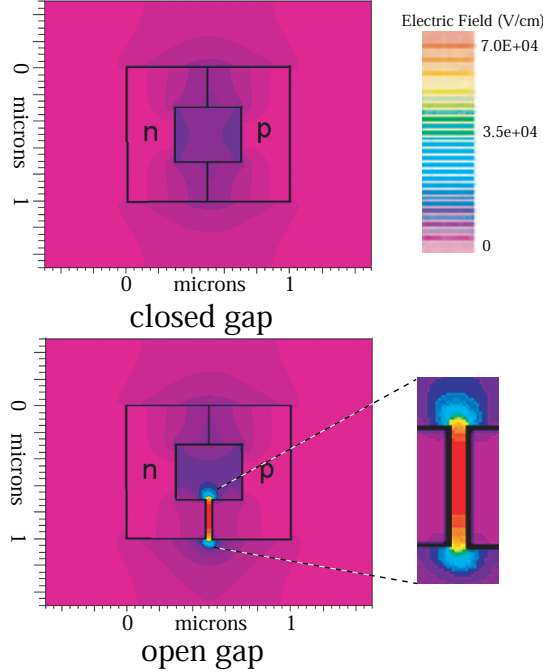 Electric Field (V/cm)
7.0E+04
3.5e+04
0
0
microns
1
n
p
0
microns
1
closed gap
0
microns
1
n
p
0
microns
1
open gap